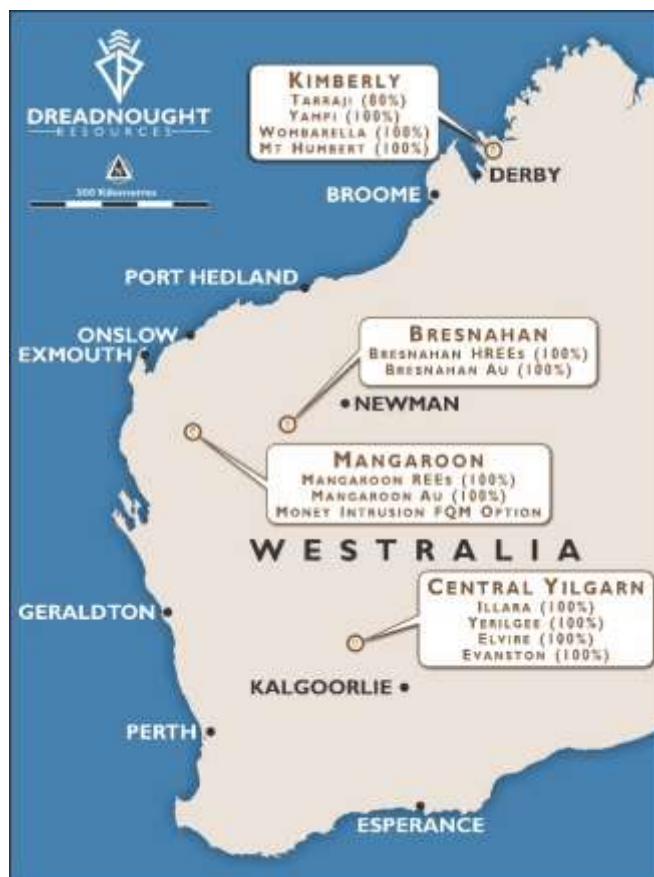 DREADNOUGHT
RESOURCES
300 Kilometres
KIMBERLY
TARRAJI (80%)
YAMPI (100%)
WOMBARELLA (100%)
MT HUMBERT (100%)
DERBY
BROOME
PORT HEDLAND
ONSLOW
EXMOUTH
BRESNAHAN
BRESNAHAN HREEs (100%)
BRESNAHAN AU (100%)
NEWMAN
MANGAROON
MANGAROON REEs (100%)
MANGAROON AU (100%)
MONEY INTRUSION FQM OPTION
WESTRALIA
CENTRAL YILGARN
ILLARA (100%)
YERILGEE (100%)
ELVIRE (100%)
EVANSTON (100%)
GERALDTON
KALGOORLIE
PERTH
ESPERANCE